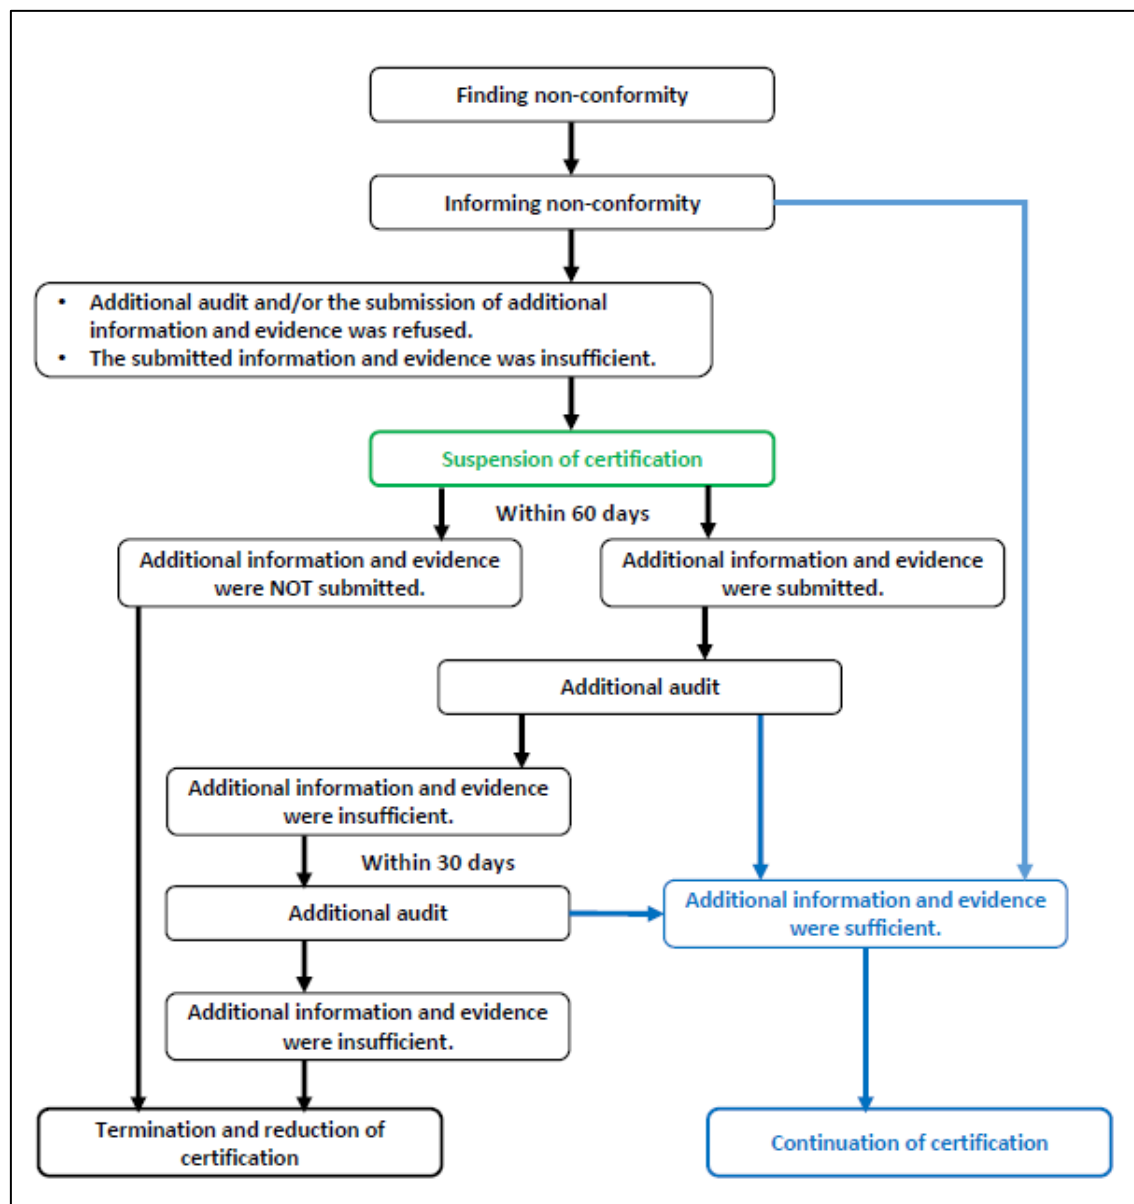 Finding non-conformity
Informing non-conformity
• Additional audit and/or the submission of additional
information and evidence was refused.
• The submitted information and evidence was insufficient.
Suspension of certification
Within 60 days
Additional information and evidence
were NOT submitted.
Additional information and evidence
were submitted.
Additional audit
Additional information and evidence
were insufficient.
Within 30 days
Additional audit
Additional information and evidence
were sufficient.
Additional information and evidence
were insufficient.
Termination and reduction of
certification
Continuation of certification